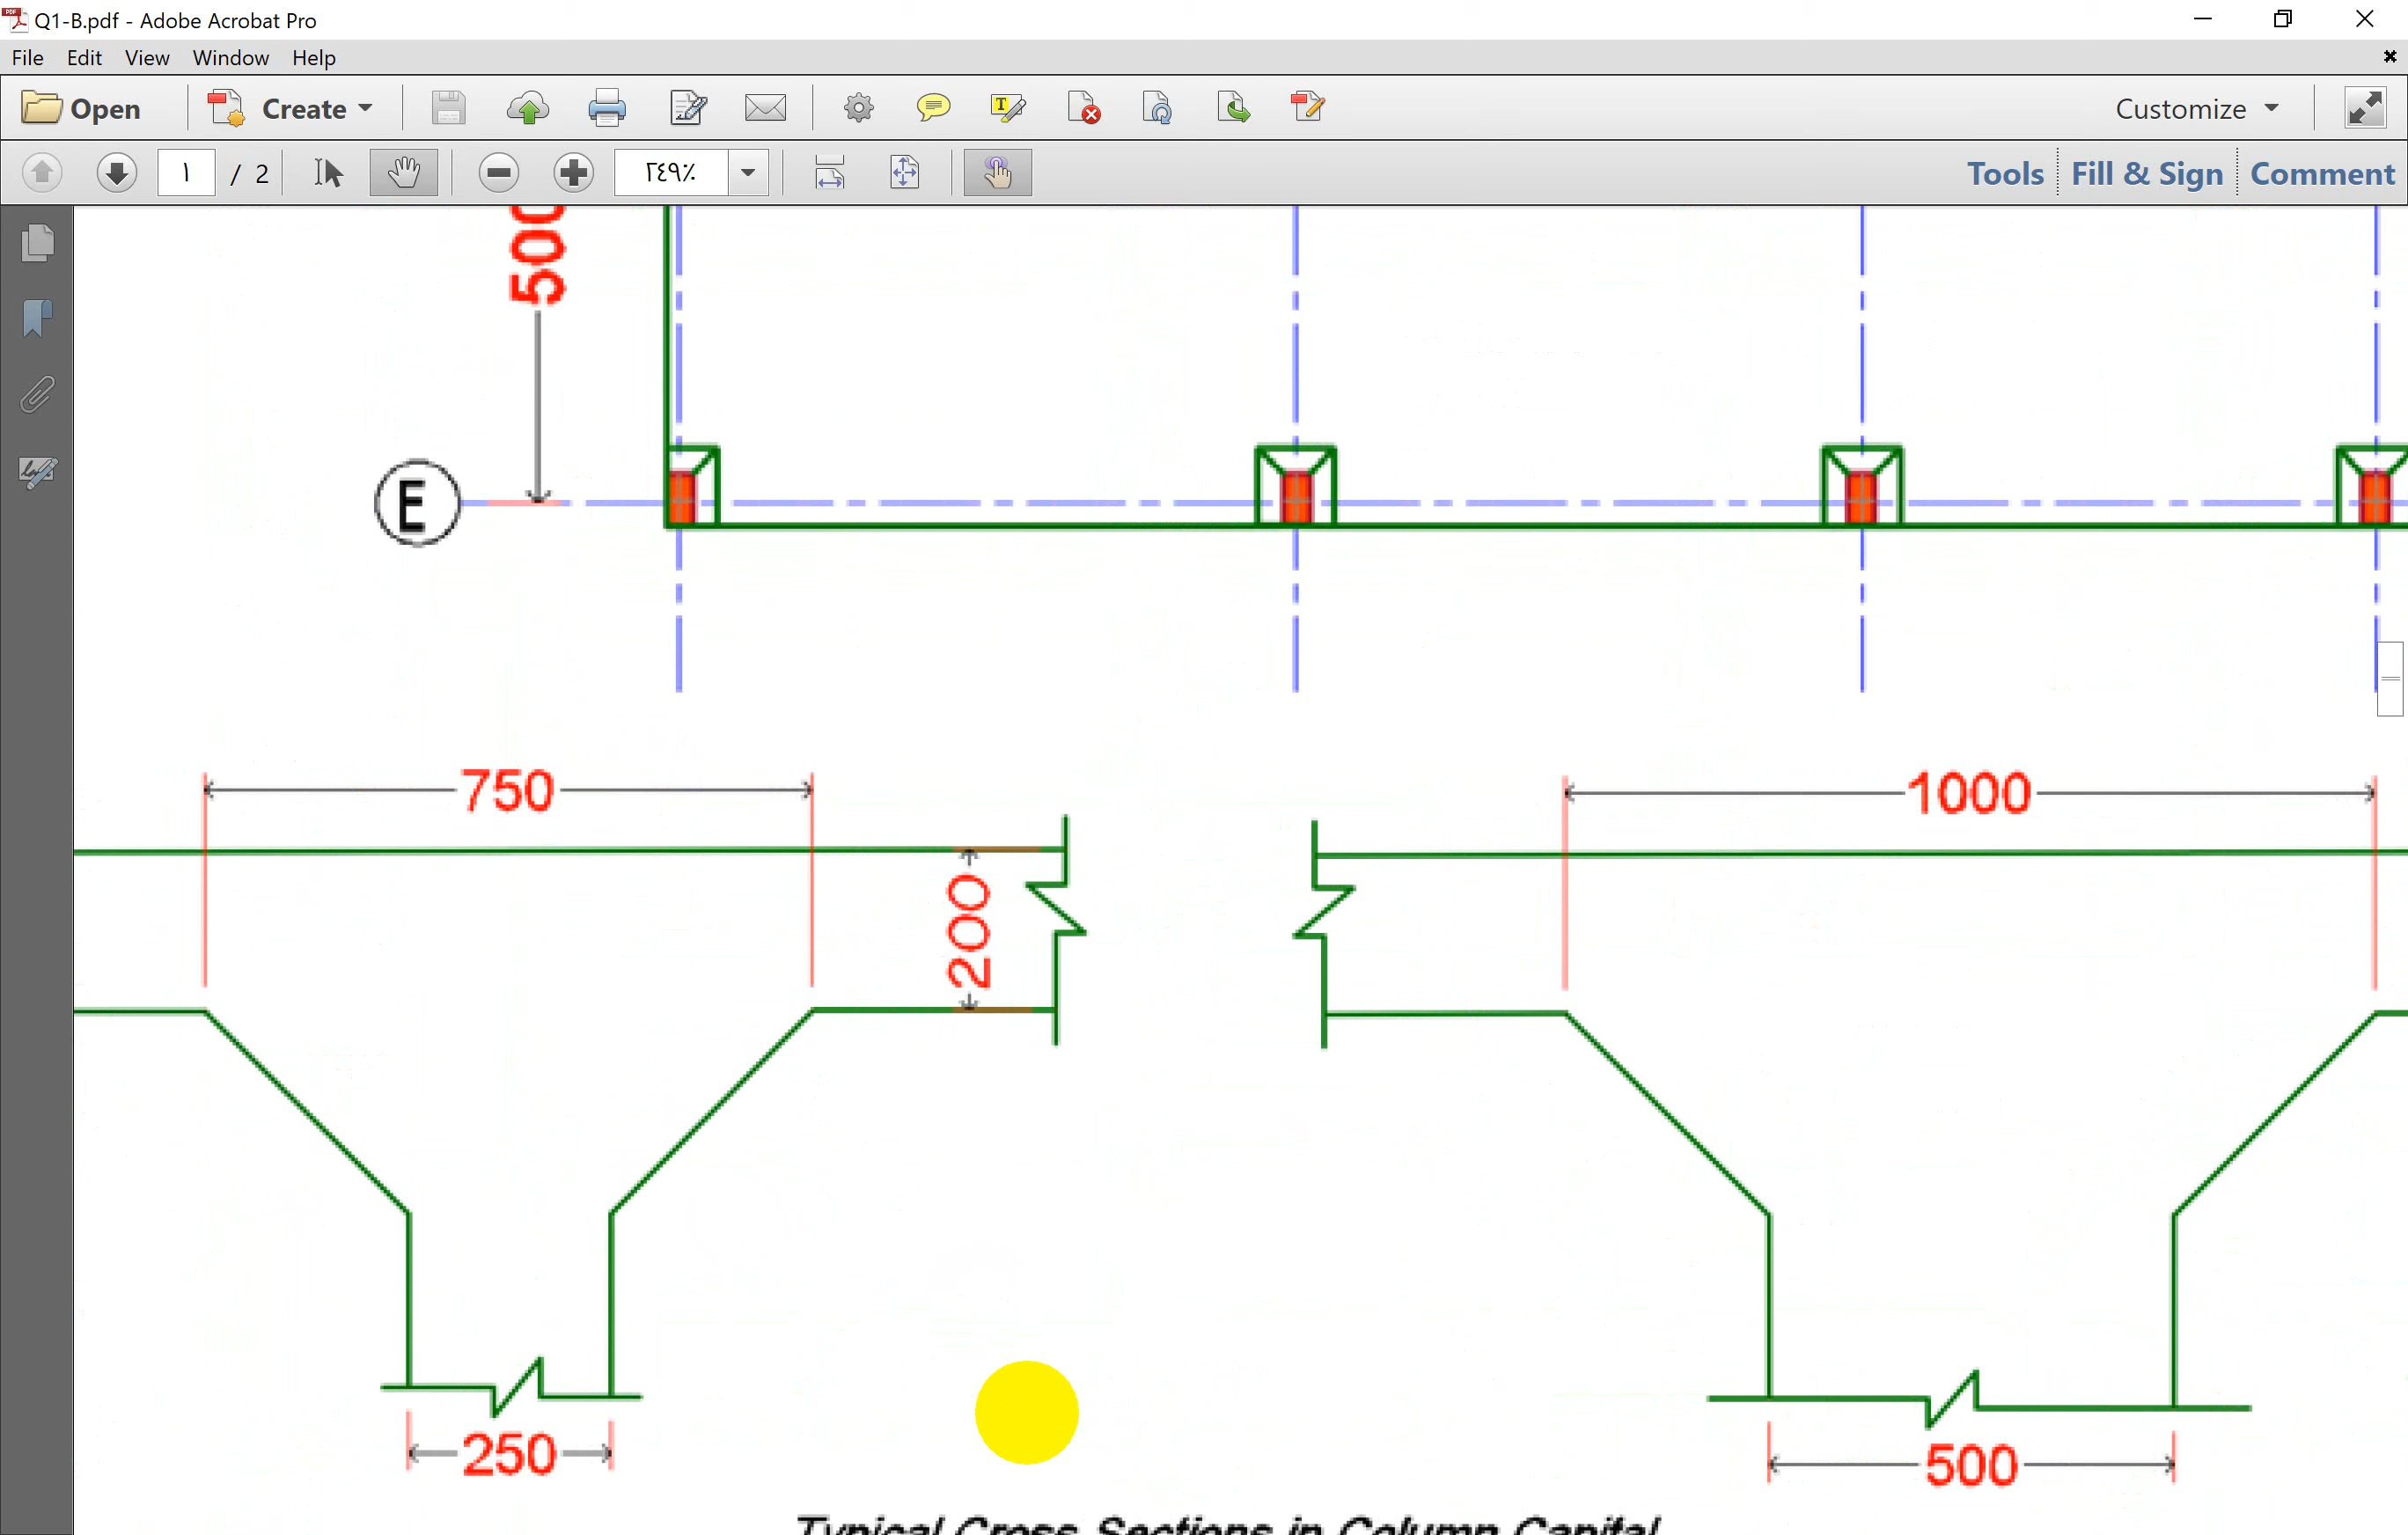 Q1-B.pdf - Adobe Acrobat Pro
File Edit View Window Help
Open Create Customize
١ / 2 ٢٤٩٪ Tools Fill & Sign Comment
500
E
750 1000
200
250 500
Typical Cross Sections in Column Capital